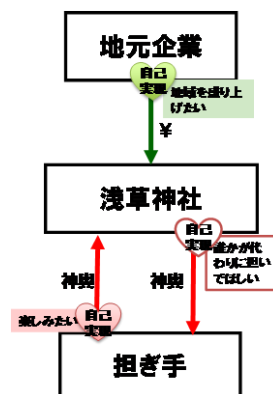 地元企業
自己
実現
地域を盛り上
げたい
¥
浅草神社
自己
実現
誰かが代
わりに担い
でほしい
神輿
神輿
楽しみたい
自己
実現
担ぎ手